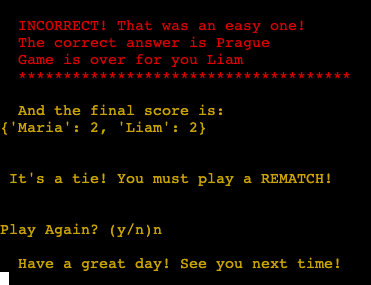 INCORRECT! That was an easy one!
The correct answer is Prague
Game is over for you Liam
*************************************
And the final score is:
{'Maria': 2, 'Liam': 2}
It's a tie! You must play a REMATCH!
Play Again? (y/n)n
Have a great day! See you next time!